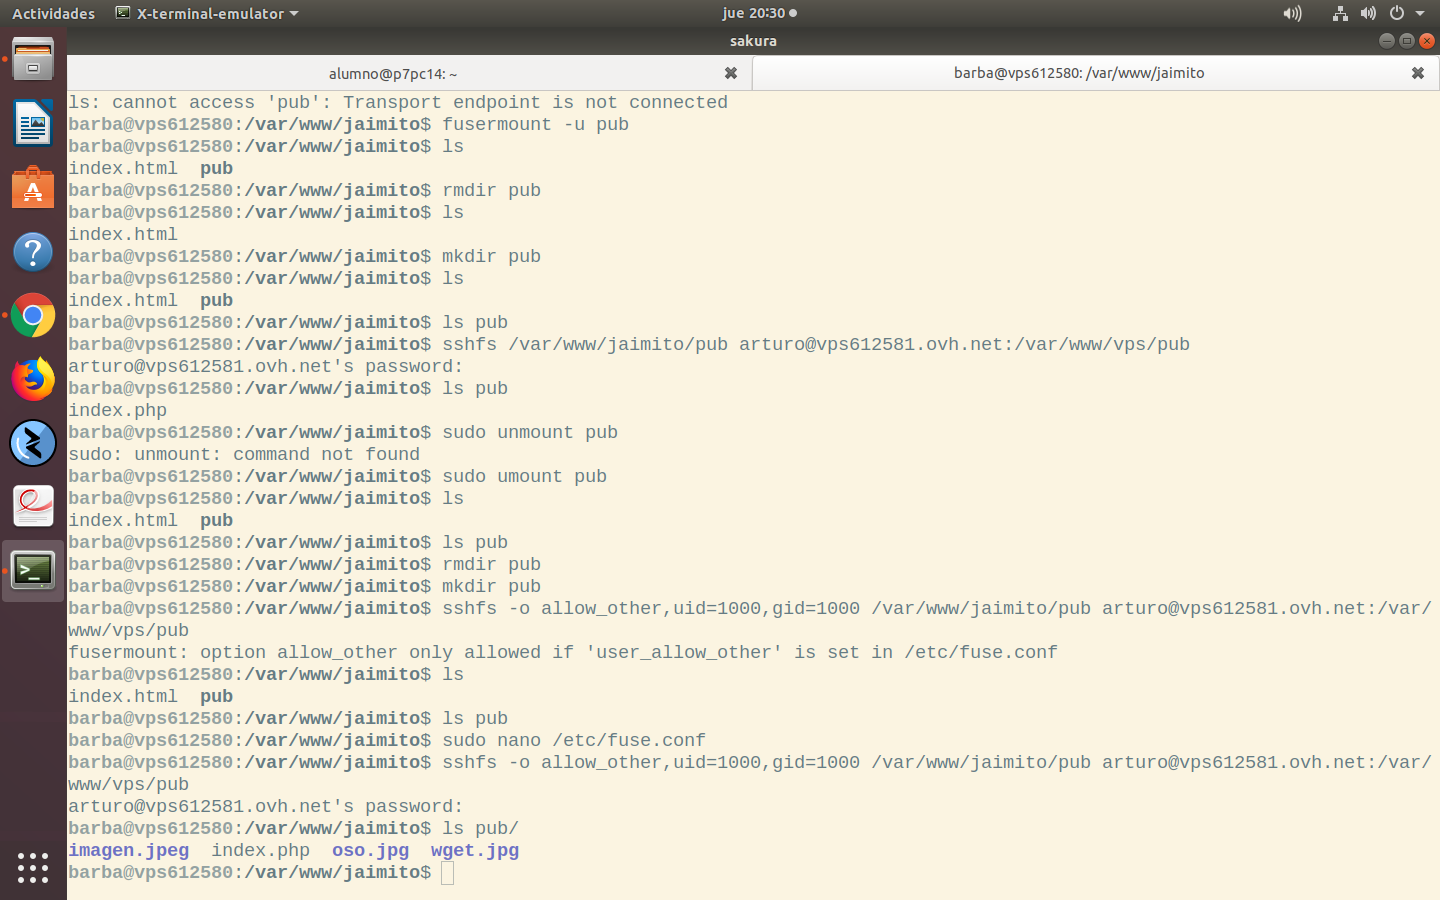 Actividades
X-terminal-emulator
jue 20:30
sakura
alumno@p7pc14: ~
barba@vps612580: /var/www/jaimito
ls: cannot access 'pub': Transport endpoint is not connected
barba@vps612580:/var/www/jaimito$ fusermount -u pub
barba@vps612580:/var/www/jaimito$ ls
index.html  pub
barba@vps612580:/var/www/jaimito$ rmdir pub
barba@vps612580:/var/www/jaimito$ ls
index.html
barba@vps612580:/var/www/jaimito$ mkdir pub
barba@vps612580:/var/www/jaimito$ ls
index.html  pub
barba@vps612580:/var/www/jaimito$ ls pub
barba@vps612580:/var/www/jaimito$ sshfs /var/www/jaimito/pub arturo@vps612581.ovh.net:/var/www/vps/pub
arturo@vps612581.ovh.net's password:
barba@vps612580:/var/www/jaimito$ ls pub
index.php
barba@vps612580:/var/www/jaimito$ sudo unmount pub
sudo: unmount: command not found
barba@vps612580:/var/www/jaimito$ sudo umount pub
barba@vps612580:/var/www/jaimito$ ls
index.html  pub
barba@vps612580:/var/www/jaimito$ ls pub
barba@vps612580:/var/www/jaimito$ rmdir pub
barba@vps612580:/var/www/jaimito$ mkdir pub
barba@vps612580:/var/www/jaimito$ sshfs -o allow_other,uid=1000,gid=1000 /var/www/jaimito/pub arturo@vps612581.ovh.net:/var/
www/vps/pub
fusermount: option allow_other only allowed if 'user_allow_other' is set in /etc/fuse.conf
barba@vps612580:/var/www/jaimito$ ls
index.html  pub
barba@vps612580:/var/www/jaimito$ ls pub
barba@vps612580:/var/www/jaimito$ sudo nano /etc/fuse.conf
barba@vps612580:/var/www/jaimito$ sshfs -o allow_other,uid=1000,gid=1000 /var/www/jaimito/pub arturo@vps612581.ovh.net:/var/
www/vps/pub
arturo@vps612581.ovh.net's password:
barba@vps612580:/var/www/jaimito$ ls pub/
imagen.jpeg  index.php  oso.jpg  wget.jpg
barba@vps612580:/var/www/jaimito$